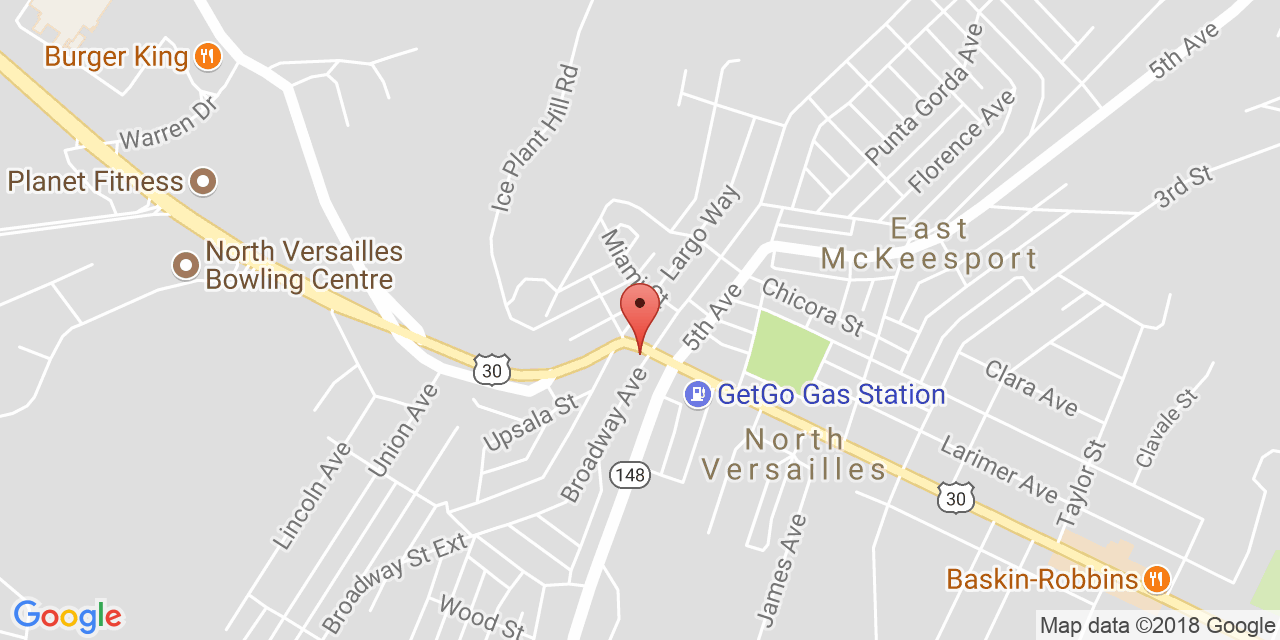 Burger King
Warren Dr
Planet Fitness
North Versailles
Bowling Centre
Ice Plant Hill Rd
Miami
Largo Way
5th Ave
Punta Gorda Ave
Florence Ave
5th Ave
3rd St
East
McKeesport
Chicora St
30
GetGo Gas Station
Clara Ave
Clavale St
Union Ave
Upsala St
Broadway Ave
North
Versailles
Larimer Ave
Taylor St
Lincoln Ave
148
30
Broadway St Ext
James Ave
Baskin-Robbins
Wood St
Google
Map data ©2018 Google